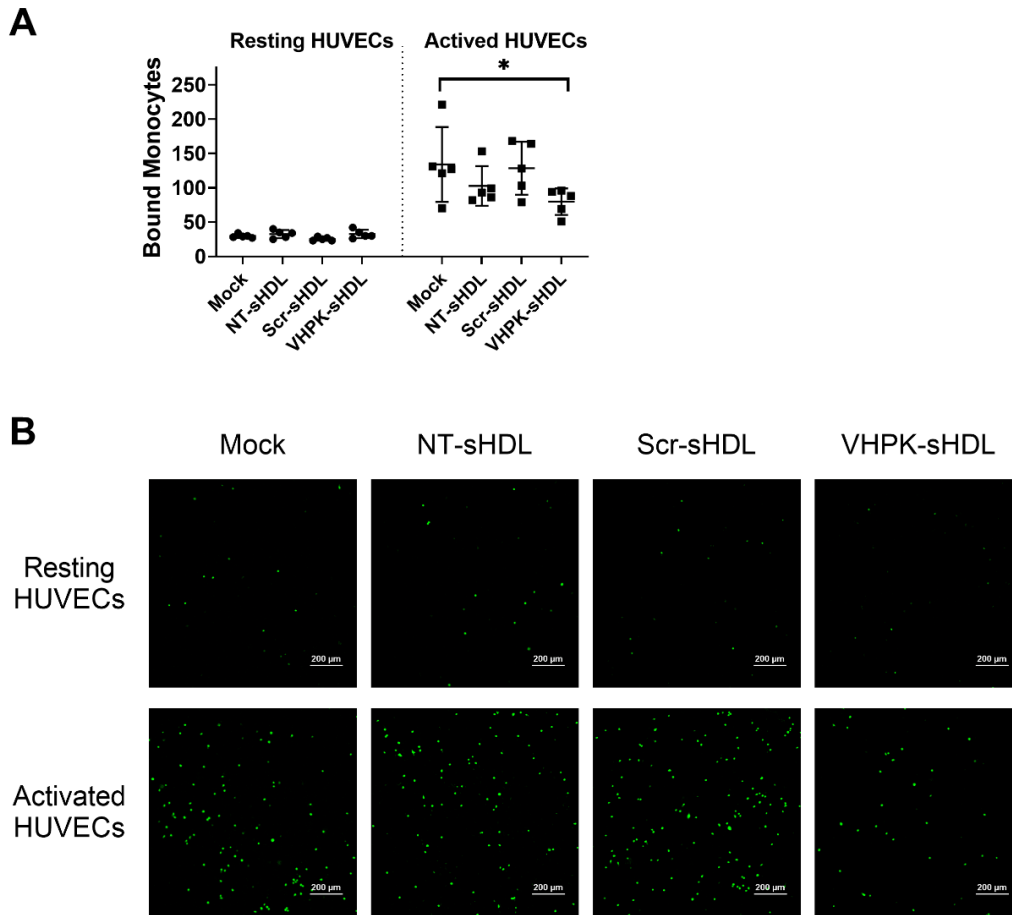 A
Resting HUVECs
Actived HUVECs
*
Bound Monocytes
250
200
150
100
50
0
Mock
NT-sHDL
Scr-sHDL
VHPK-sHDL
Mock
NT-sHDL
Scr-sHDL
VHPK-sHDL
B
Mock
NT-sHDL
Scr-sHDL
VHPK-sHDL
Resting
HUVECs
200 µm
200 µm
200 µm
200 µm
Activated
HUVECs
200 µm
200 µm
200 µm
200 µm